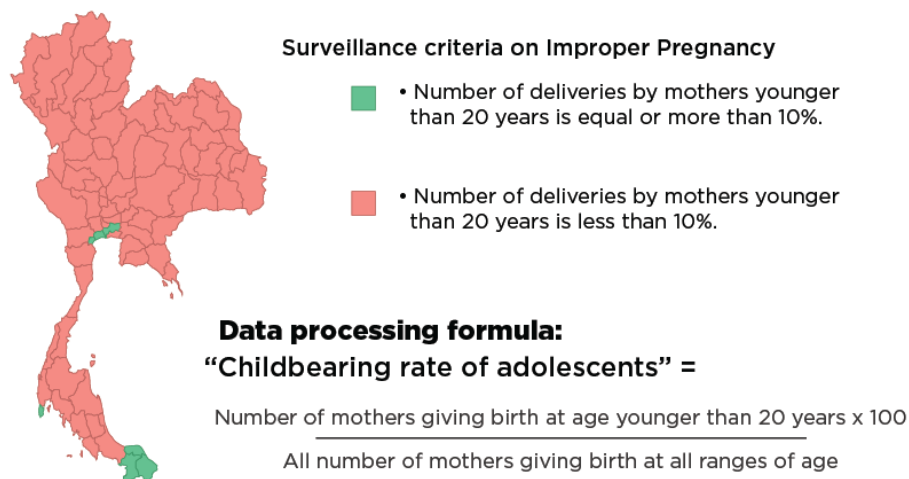 Surveillance criteria on Improper Pregnancy
• Number of deliveries by mothers younger
than 20 years is equal or more than 10%.
• Number of deliveries by mothers younger
than 20 years is less than 10%.
Data processing formula:
“Childbearing rate of adolescents” =
Number of mothers giving birth at age younger than 20 years x 100
All number of mothers giving birth at all ranges of age